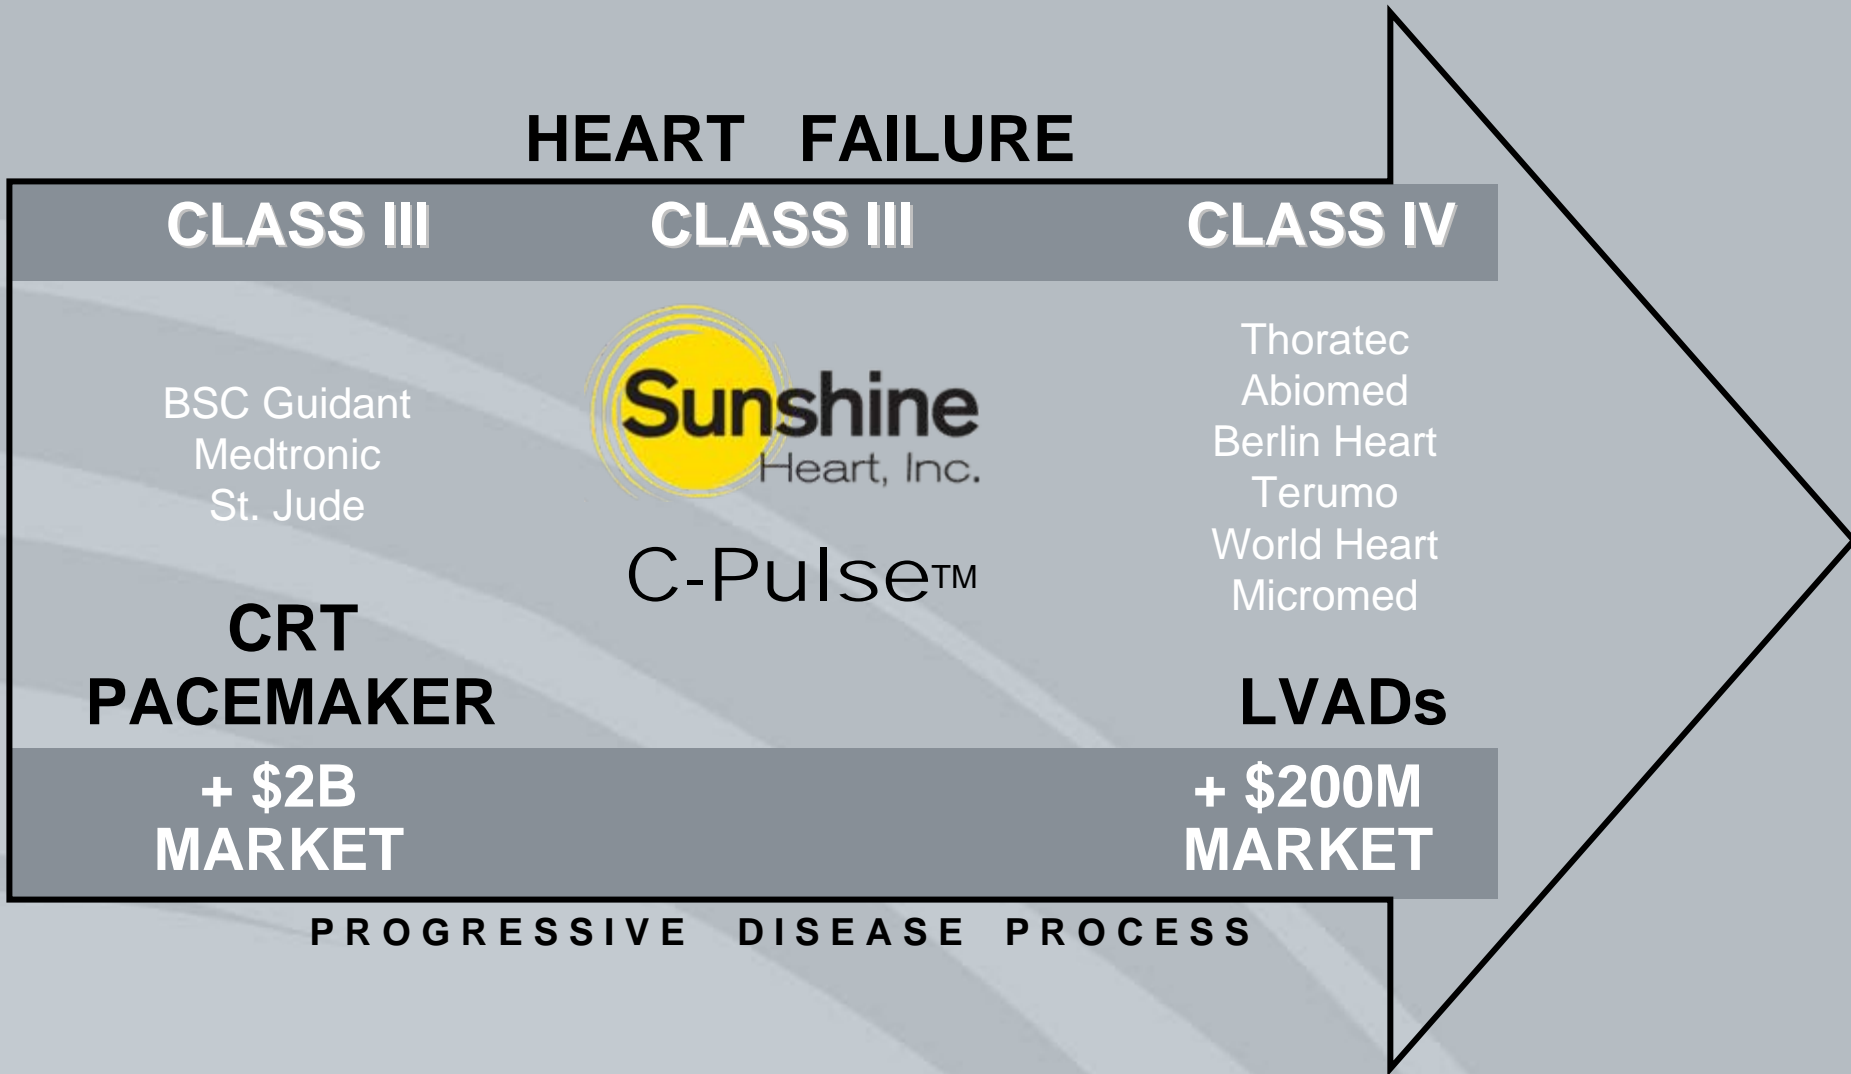 HEART FAILURE
CLASS III
CLASS III
CLASS IV
BSC Guidant
Medtronic
St. Jude
CRT
PACEMAKER
+ $2B
MARKET
Sunshine
Heart, Inc.
C-Pulse™
Thoratec
Abiomed
Berlin Heart
Terumo
World Heart
Micromed
LVADs
+ $200M
MARKET
PROGRESSIVE DISEASE PROCESS